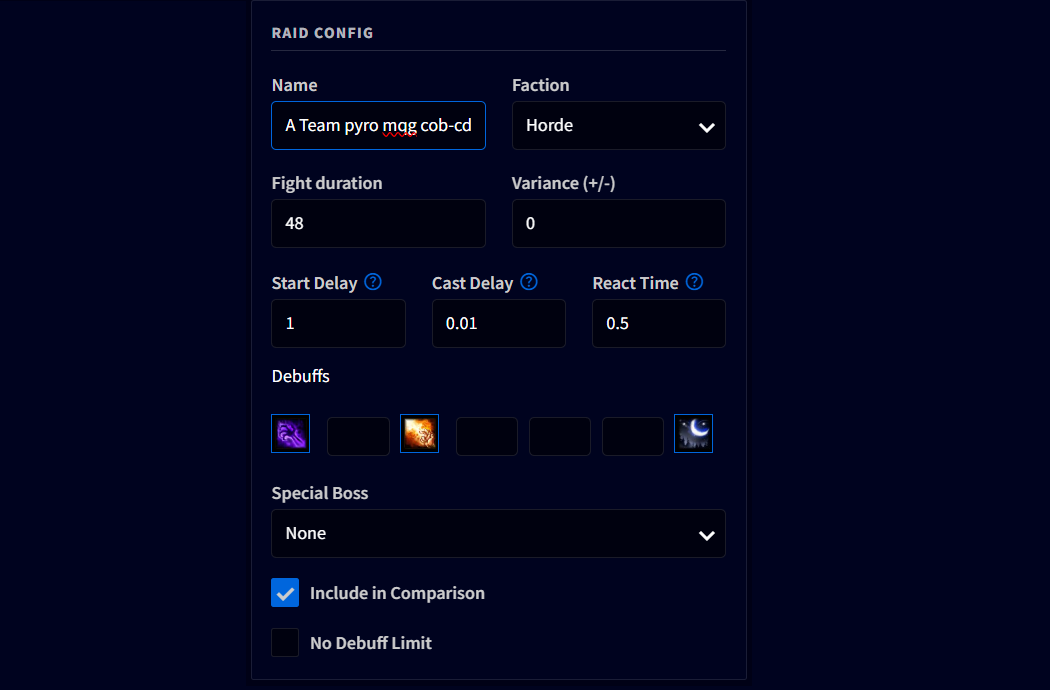 RAID CONFIG
Name Faction
A Team pyro mqg cob-cd Horde
Fight duration Variance (+/-)
48 0
Start Delay ? Cast Delay ? React Time ?
1 0.01 0.5
Debuffs
Special Boss
None
Include in Comparison
No Debuff Limit